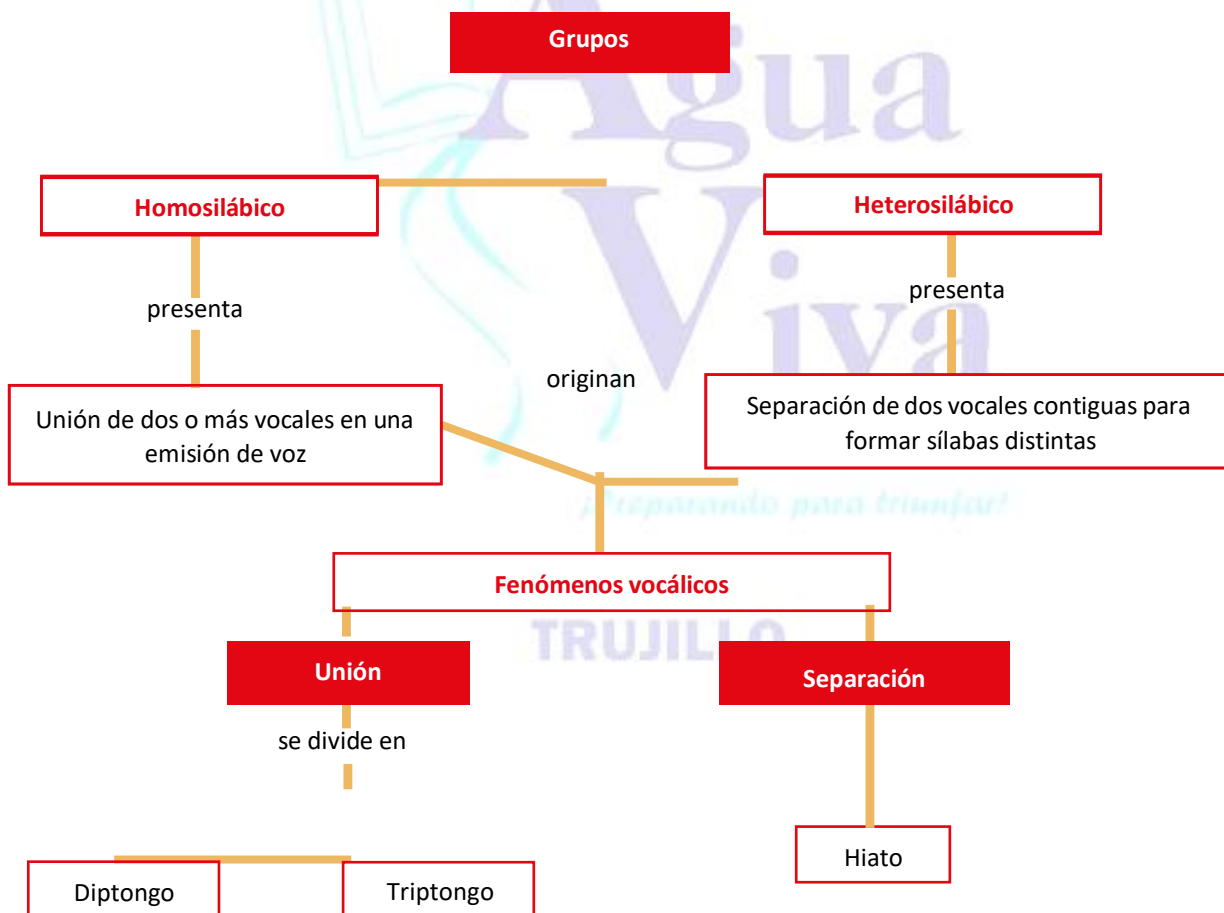 Grupos
Agua
Viva
Homosilábico
Heterosilábico
presenta
presenta
originan
Unión de dos o más vocales en una
emisión de voz
Separación de dos vocales contiguas para
formar sílabas distintas
¡Preparando para triunfar!
Fenómenos vocálicos
TRUJILLO
Unión
Separación
se divide en
Hiato
Diptongo
Triptongo